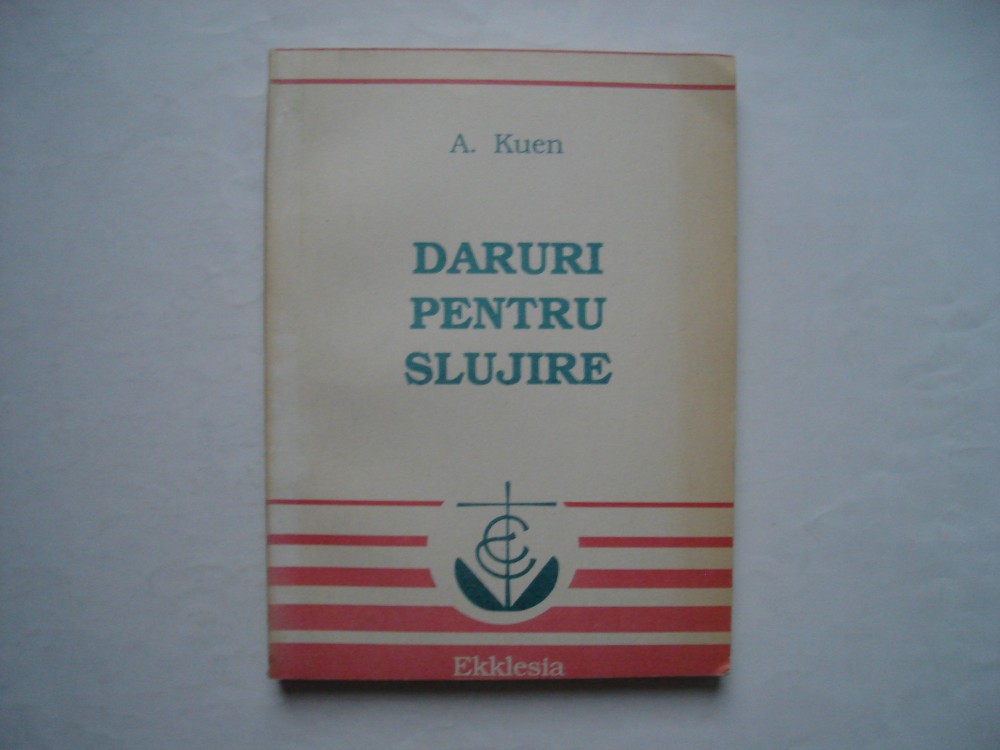 A. Kuen
DARURI
PENTRU
SLUJIRE
Ekklesia